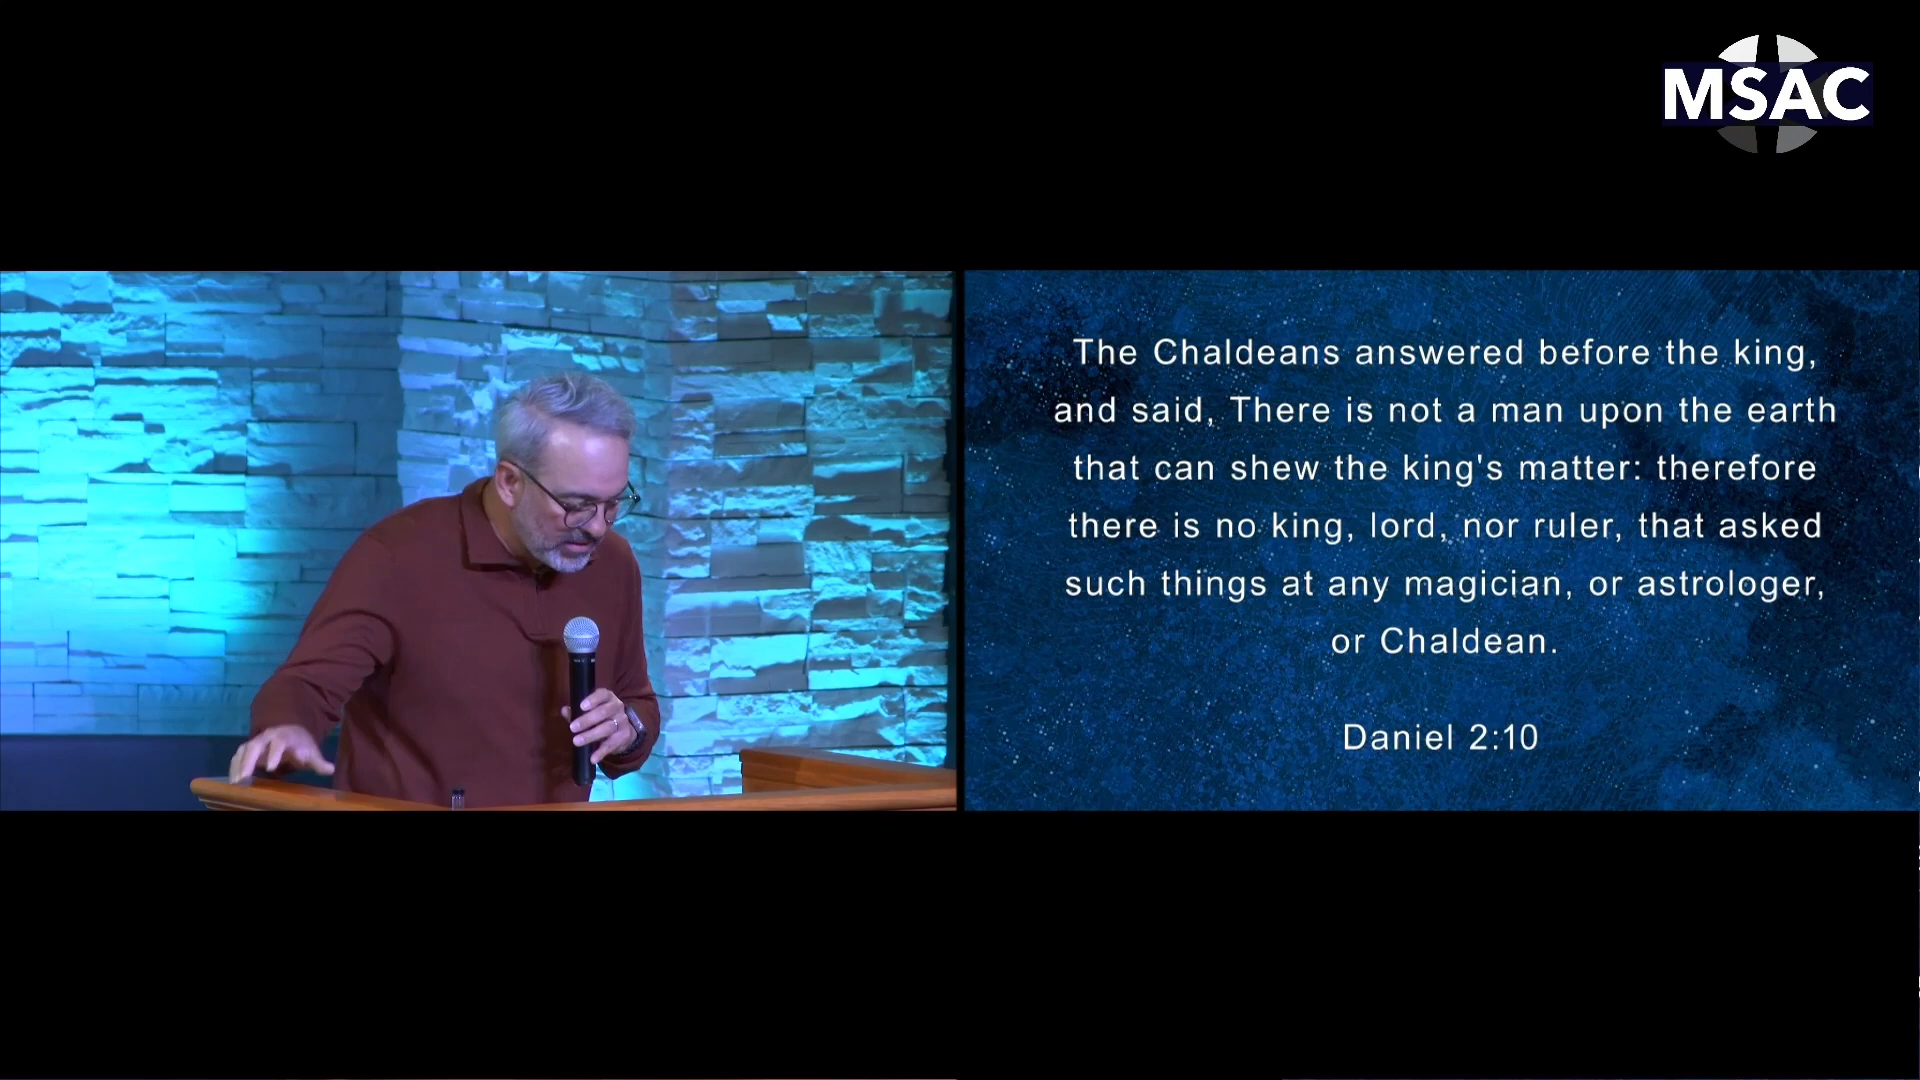 MSAC
The Chaldeans answered before the king,
and said, There is not a man upon the earth
that can shew the king's matter: therefore
there is no king, lord, nor ruler, that asked
such things at any magician, or astrologer,
or Chaldean.
Daniel 2:10